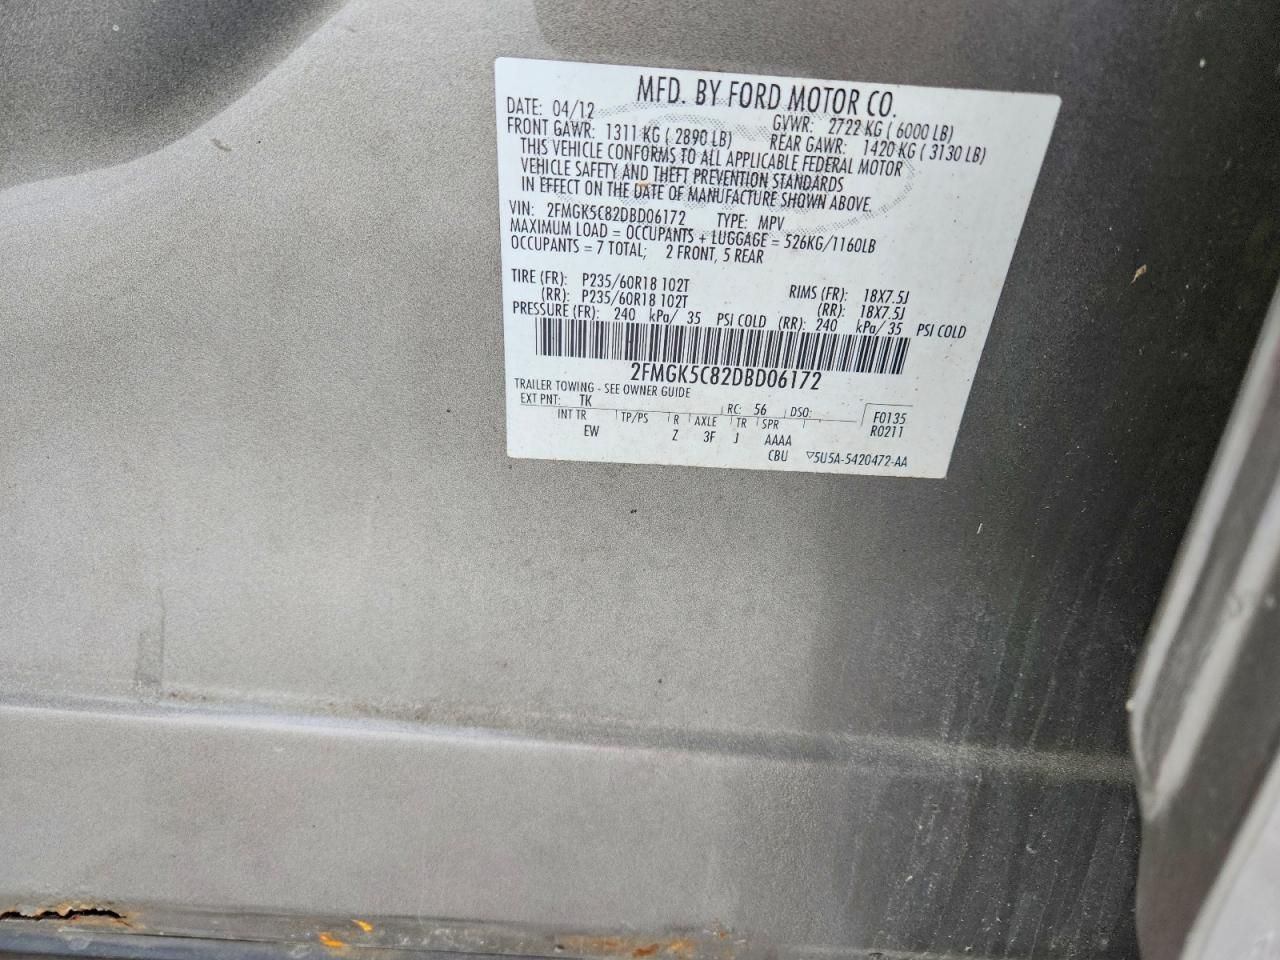 MFD. BY FORD MOTOR CO.
DATE: 04/12 GVWR: 2722 KG ( 6000 LB)
FRONT GAWR: 1311 KG ( 2890 LB) REAR GAWR: 1420 KG ( 3130 LB)
THIS VEHICLE CONFORMS TO ALL APPLICABLE FEDERAL MOTOR
VEHICLE SAFETY AND THEFT PREVENTION STANDARDS
IN EFFECT ON THE DATE OF MANUFACTURE SHOWN ABOVE.
VIN: 2FMGK5C82DBD06172 TYPE: MPV
MAXIMUM LOAD = OCCUPANTS + LUGGAGE = 526KG/1160LB
OCCUPANTS = 7 TOTAL; 2 FRONT, 5 REAR
TIRE (FR): P235/60R18 102T RIMS (FR): 18X7.5J
(RR): P235/60R18 102T (RR): 18X7.5J
PRESSURE (FR): 240 kPa/ 35 PSI COLD (RR): 240 kPa/ 35 PSI COLD
2FMGK5C82DBD06172
TRAILER TOWING - SEE OWNER GUIDE
EXT PNT: TK RC: 56 DSO: F0135
INT TR TP/PS R AXLE TR SPR R0211
EW Z 3F J AAAA
CBU ▽5U5A-5420472-AA